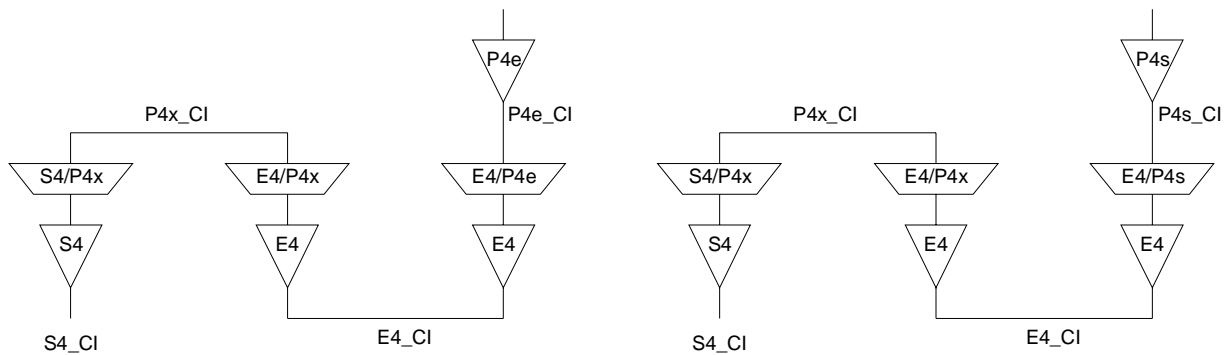 P4e
P4s
P4x_CI
P4e_CI
P4x_CI
P4s_CI
S4/P4x
E4/P4x
E4/P4e
S4/P4x
E4/P4x
E4/P4s
S4
E4
E4
S4
E4
E4
S4_CI
E4_CI
S4_CI
E4_CI